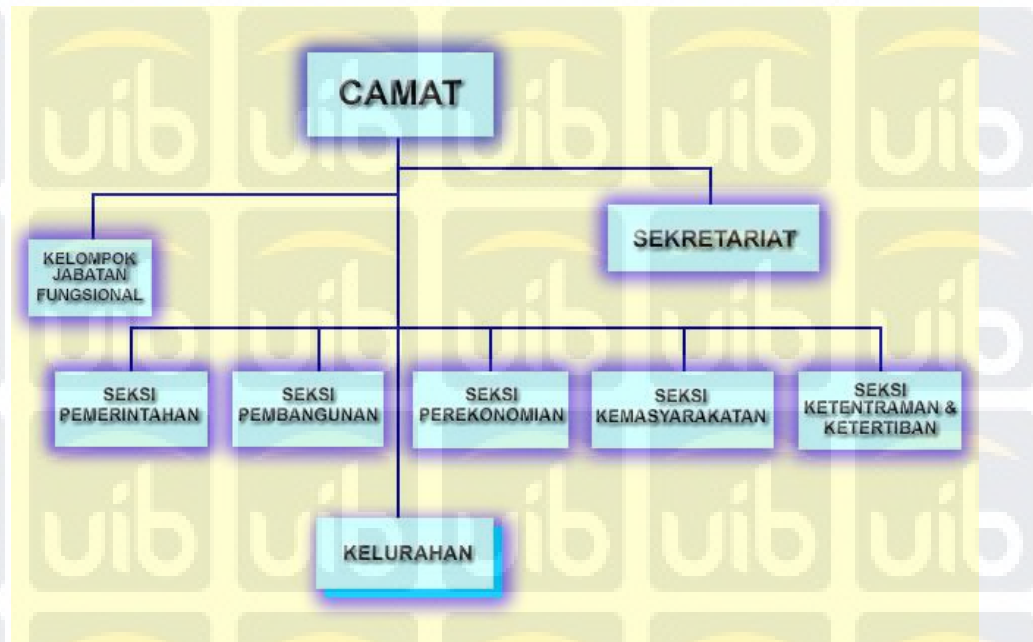 CAMAT
SEKRETARIAT
KELOMPOK
JABATAN
FUNGSIONAL
SEKSI
PEMERINTAHAN
SEKSI
PEMBANGUNAN
SEKSI
PEREKONOMIAN
SEKSI
KEMASYARAKATAN
SEKSI
KETENTRAMAN &
KETERTIBAN
KELURAHAN